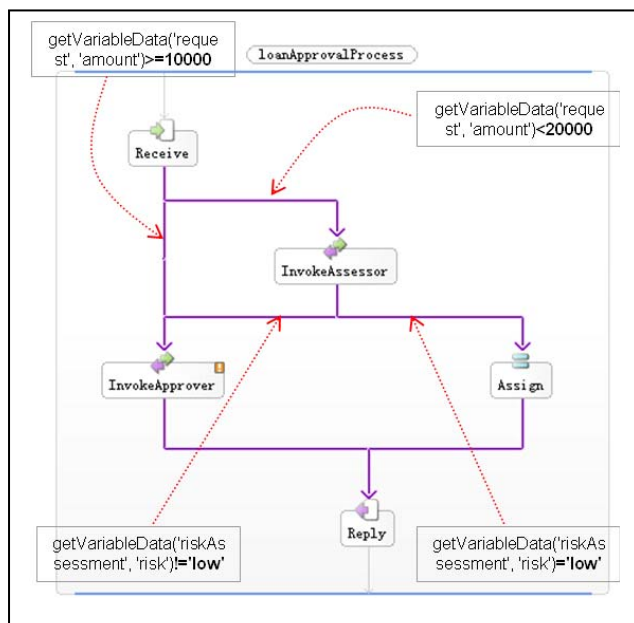 getVariableData('reque
st', 'amount')>=10000
loanApprovalProcess
getVariableData('reque
st', 'amount')<20000
Receive
InvokeAssessor
InvokeApprover
Assign
Reply
getVariableData('riskAs
sessment', 'risk')!='low'
getVariableData('riskAs
sessment', 'risk')='low'